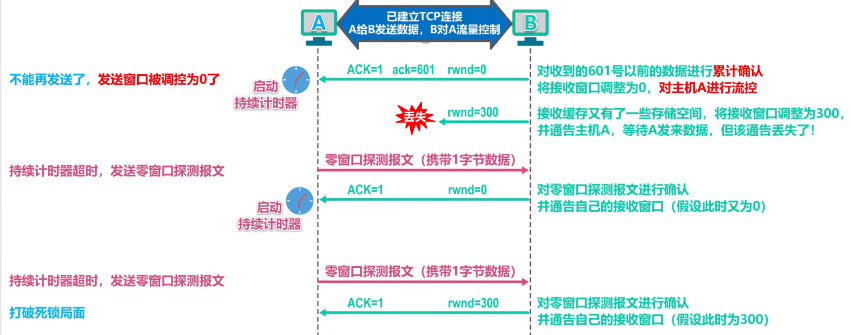 已建立TCP连接
A给B发送数据，B对A流量控制
A
B
不能再发送了，发送窗口被调控为0了
启动
持续计时器
ACK=1 ack=601 rwnd=0
对收到的601号以前的数据进行累计确认
将接收窗口调整为0，对主机A进行流控
丢失
rwnd=300
接收缓存又有了一些存储空间，将接收窗口调整为300，
并通告主机A，等待A发来数据，但该通告丢失了！
持续计时器超时，发送零窗口探测报文
零窗口探测报文（携带1字节数据）
启动
持续计时器
ACK=1 rwnd=0
对零窗口探测报文进行确认
并通告自己的接收窗口（假设此时又为0）
持续计时器超时，发送零窗口探测报文
零窗口探测报文（携带1字节数据）
打破死锁局面
ACK=1 rwnd=300
对零窗口探测报文进行确认
并通告自己的接收窗口（假设此时为300）